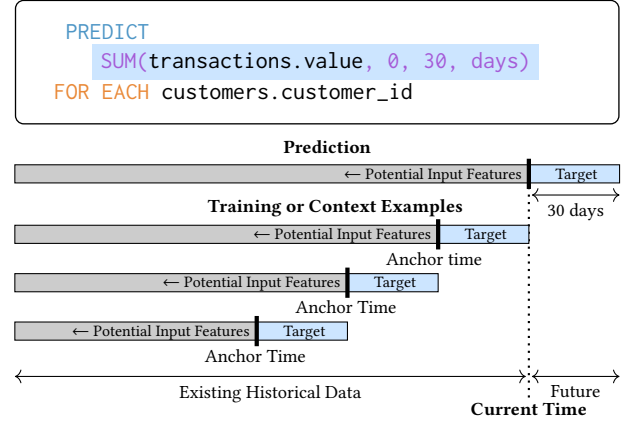 PREDICT
SUM(transactions.value, 0, 30, days)
FOR EACH customers.customer_id
Prediction
← Potential Input Features
Target
30 days
Training or Context Examples
← Potential Input Features
Target
Anchor time
← Potential Input Features
Target
Anchor Time
← Potential Input Features
Target
Anchor Time
Existing Historical Data
Future
Current Time